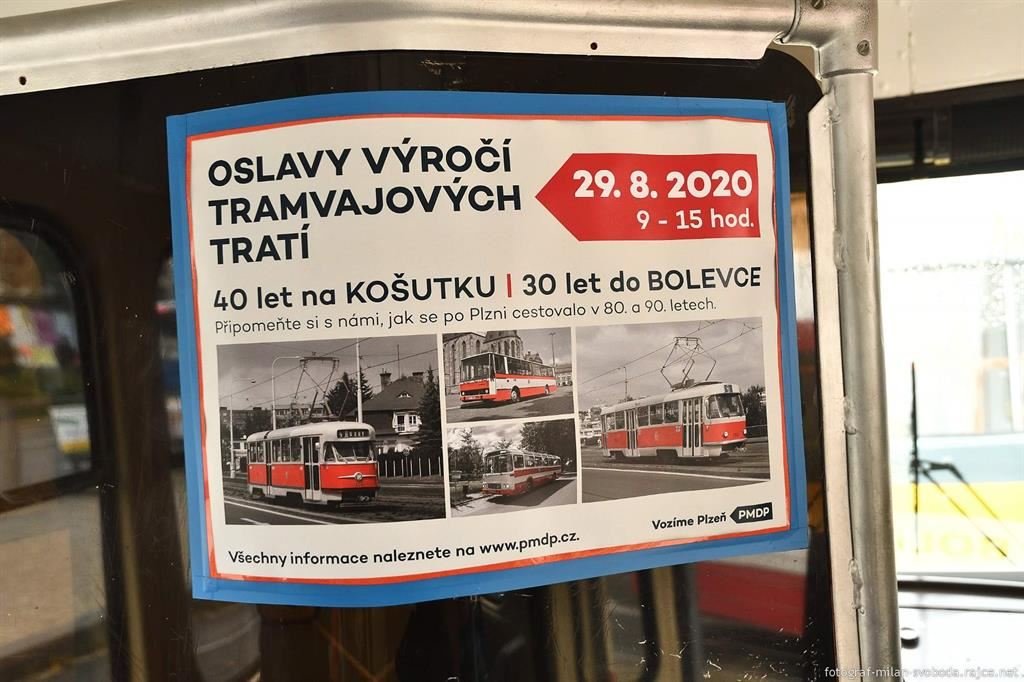 OSLAVY VÝROČÍ
TRAMVAJOVÝCH
TRATÍ
29. 8. 2020
9 - 15 hod.
40 let na KOŠUTKU | 30 let do BOLEVCE
Připomeňte si s námi, jak se po Plzni cestovalo v 80. a 90. letech.
Vozíme Plzeň PMDP
Všechny informace naleznete na www.pmdp.cz.
fotograf-milan-svoboda.rajce.net